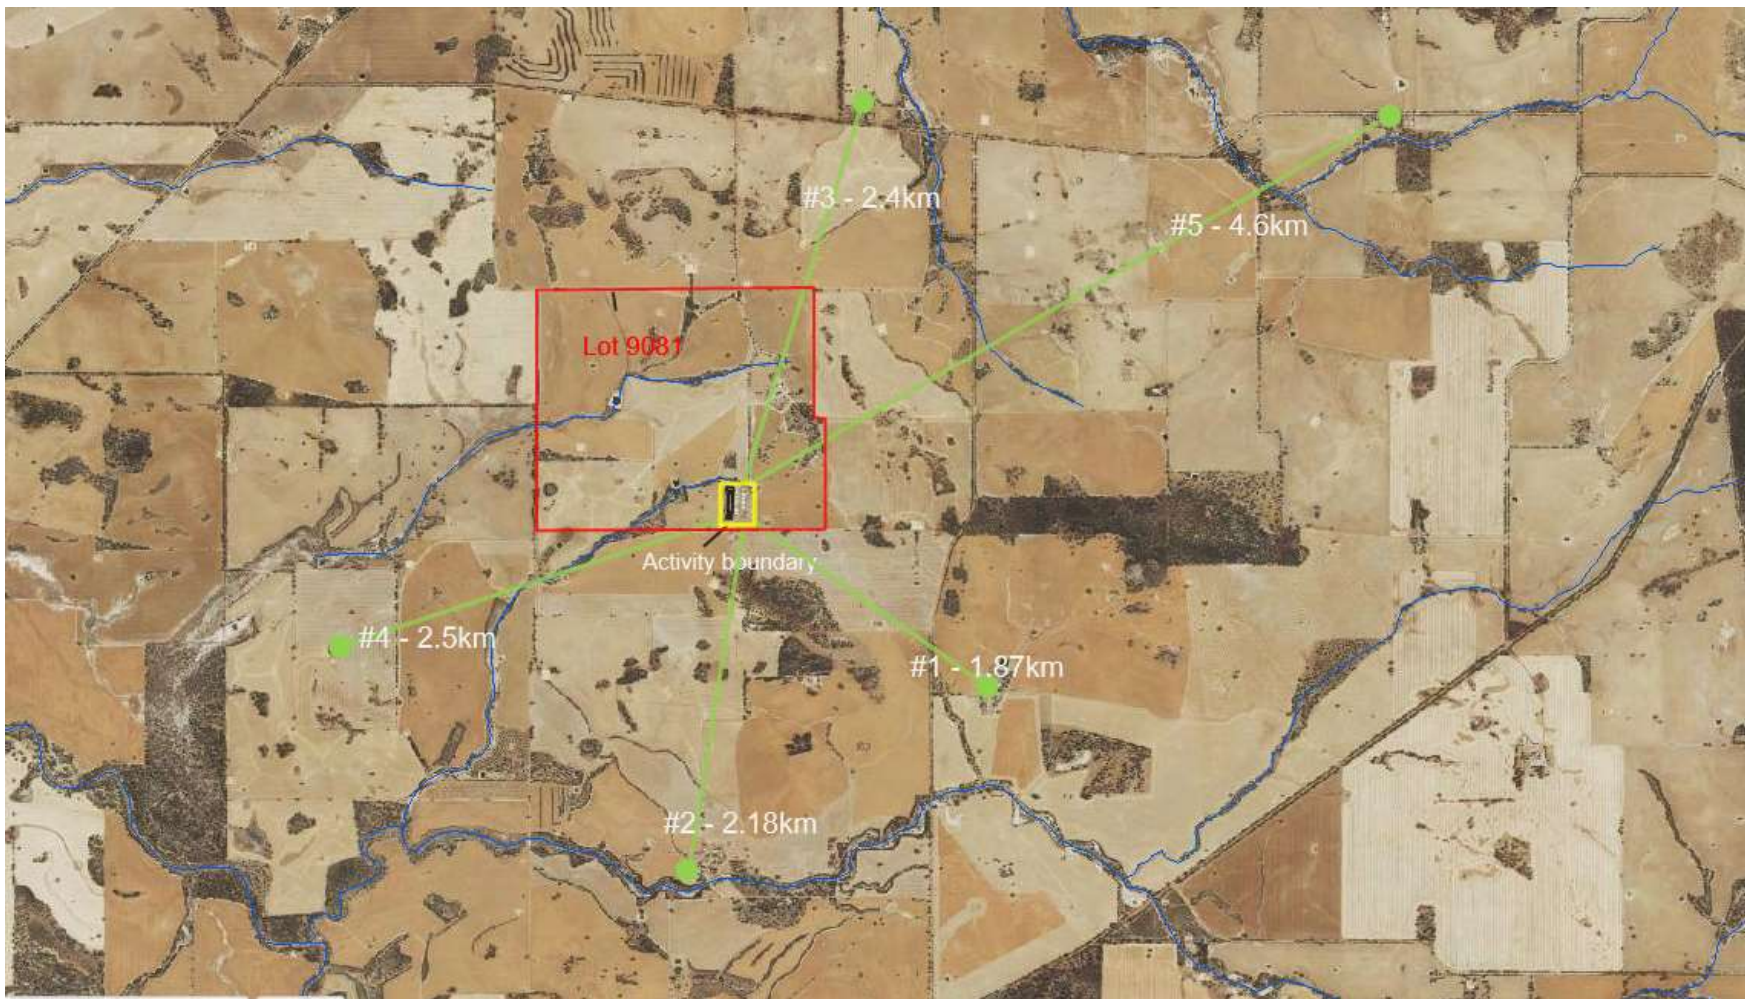 #3 - 2.4km
#5 - 4.6km
Lot 9081
Activity boundary
#4 - 2.5km
#1 - 1.87km
#2 - 2.18km